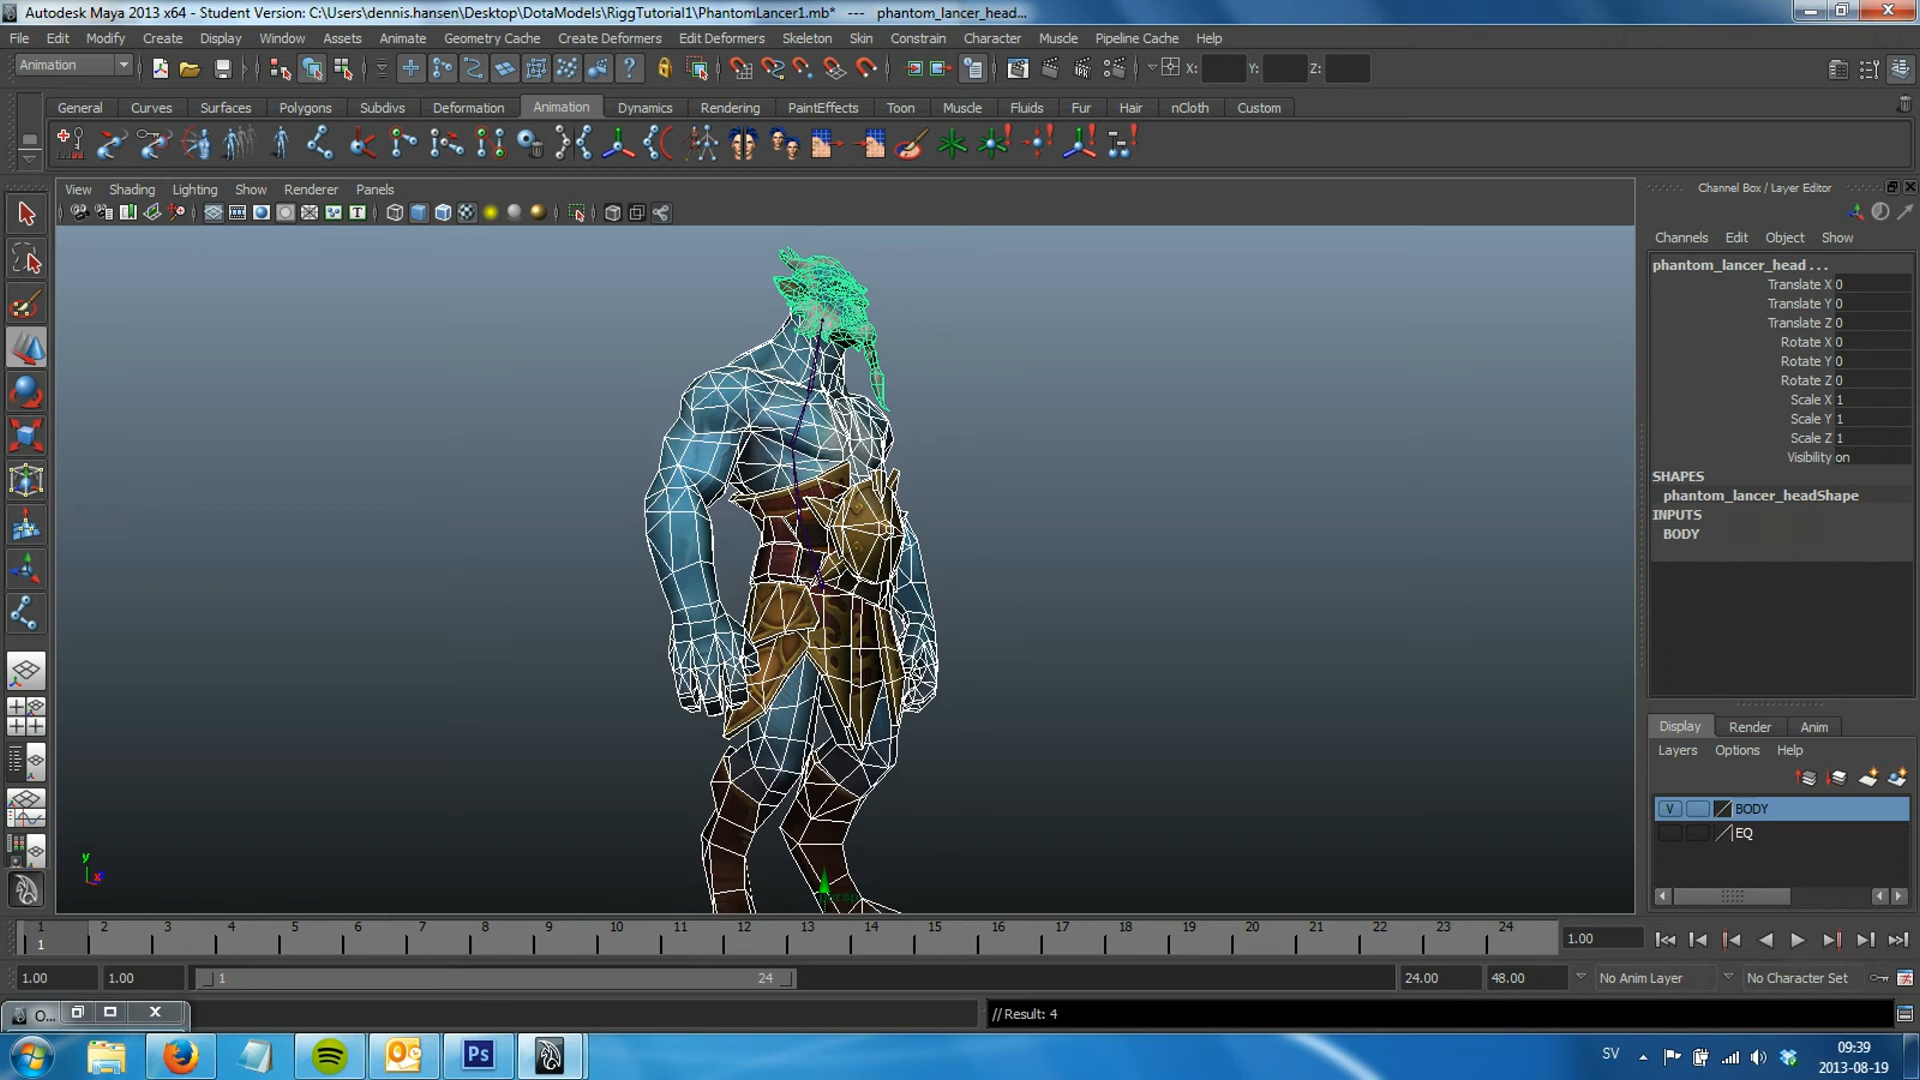 Autodesk Maya 2013 x64 - Student Version: C:\Users\dennis.hansen\Desktop\DotaModels\RiggTutorial1\PhantomLancer1.mb* --- phantom_lancer_head...
File Edit Modify Create Display Window Assets Animate Geometry Cache Create Deformers Edit Deformers Skeleton Skin Constrain Character Muscle Pipeline Cache Help
Animation X: Y: Z:
General Curves Surfaces Polygons Subdivs Deformation Animation Dynamics Rendering PaintEffects Toon Muscle Fluids Fur Hair nCloth Custom
View Shading Lighting Show Renderer Panels
Channel Box / Layer Editor
Channels Edit Object Show
phantom_lancer_head . . .
Translate X 0
Translate Y 0
Translate Z 0
Rotate X 0
Rotate Y 0
Rotate Z 0
Scale X 1
Scale Y 1
Scale Z 1
Visibility on
SHAPES
phantom_lancer_headShape
INPUTS
BODY
Display Render Anim
Layers Options Help
V BODY
EQ
y
x
persp
1 2 3 4 5 6 7 8 9 10 11 12 13 14 15 16 17 18 19 20 21 22 23 24
1
1.00
1.00 1.00 1 24 24.00 48.00 No Anim Layer No Character Set
O...
// Result: 4
Ps
SV
09:39
2013-08-19